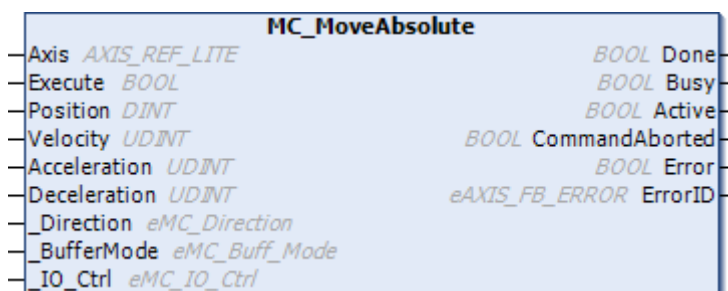 MC_MoveAbsolute
Axis AXIS_REF_LITE BOOL Done
Execute BOOL BOOL Busy
Position DINT BOOL Active
Velocity UDINT BOOL CommandAborted
Acceleration UDINT BOOL Error
Deceleration UDINT eAXIS_FB_ERROR ErrorID
_Direction eMC_Direction
_BufferMode eMC_Buff_Mode
_IO_Ctrl eMC_IO_Ctrl